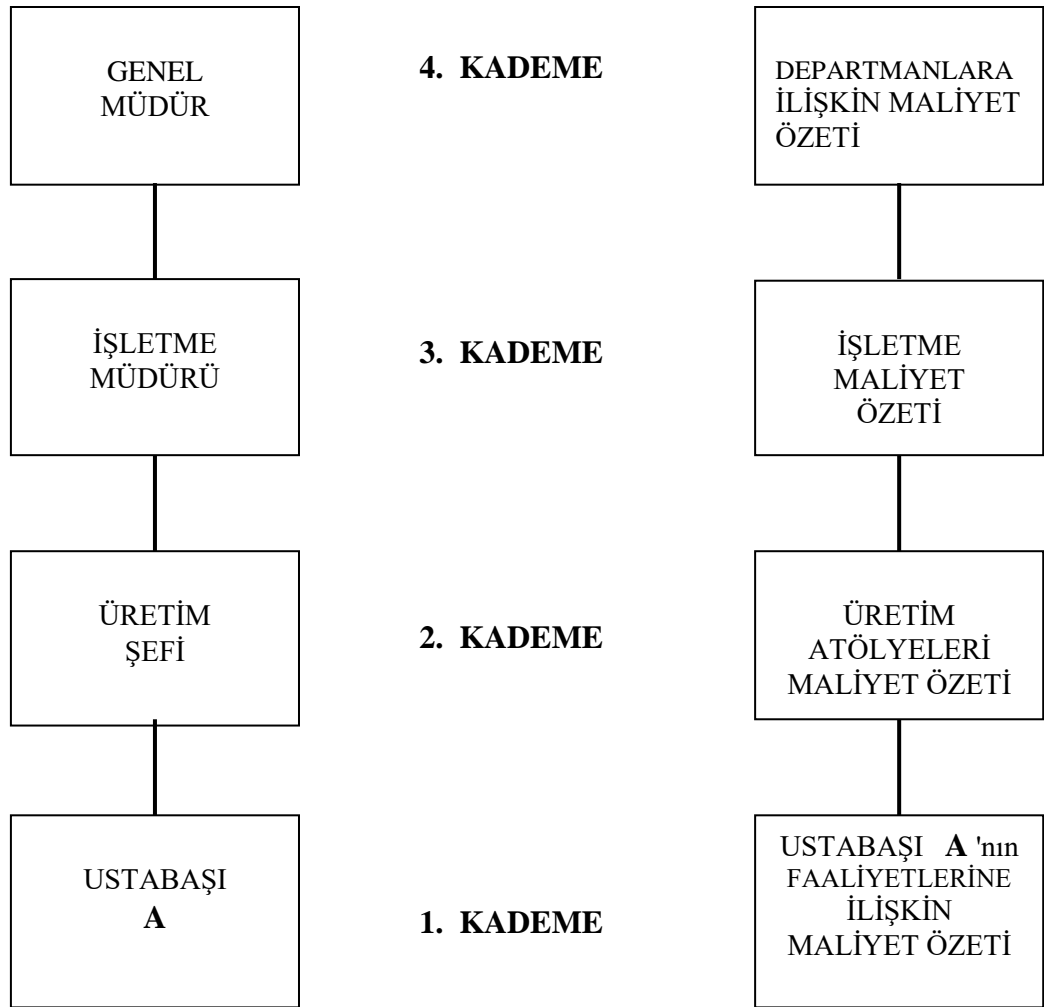 GENEL
MÜDÜR
4. KADEME
DEPARTMANLARA
İLİŞKİN MALİYET
ÖZETİ
İŞLETME
MÜDÜRÜ
3. KADEME
İŞLETME
MALİYET
ÖZETİ
ÜRETİM
ŞEFİ
2. KADEME
ÜRETİM
ATÖLYELERİ
MALİYET ÖZETİ
USTABAŞI
A
1. KADEME
USTABAŞI A 'nın
FAALİYETLERİNE
İLİŞKİN
MALİYET ÖZETİ